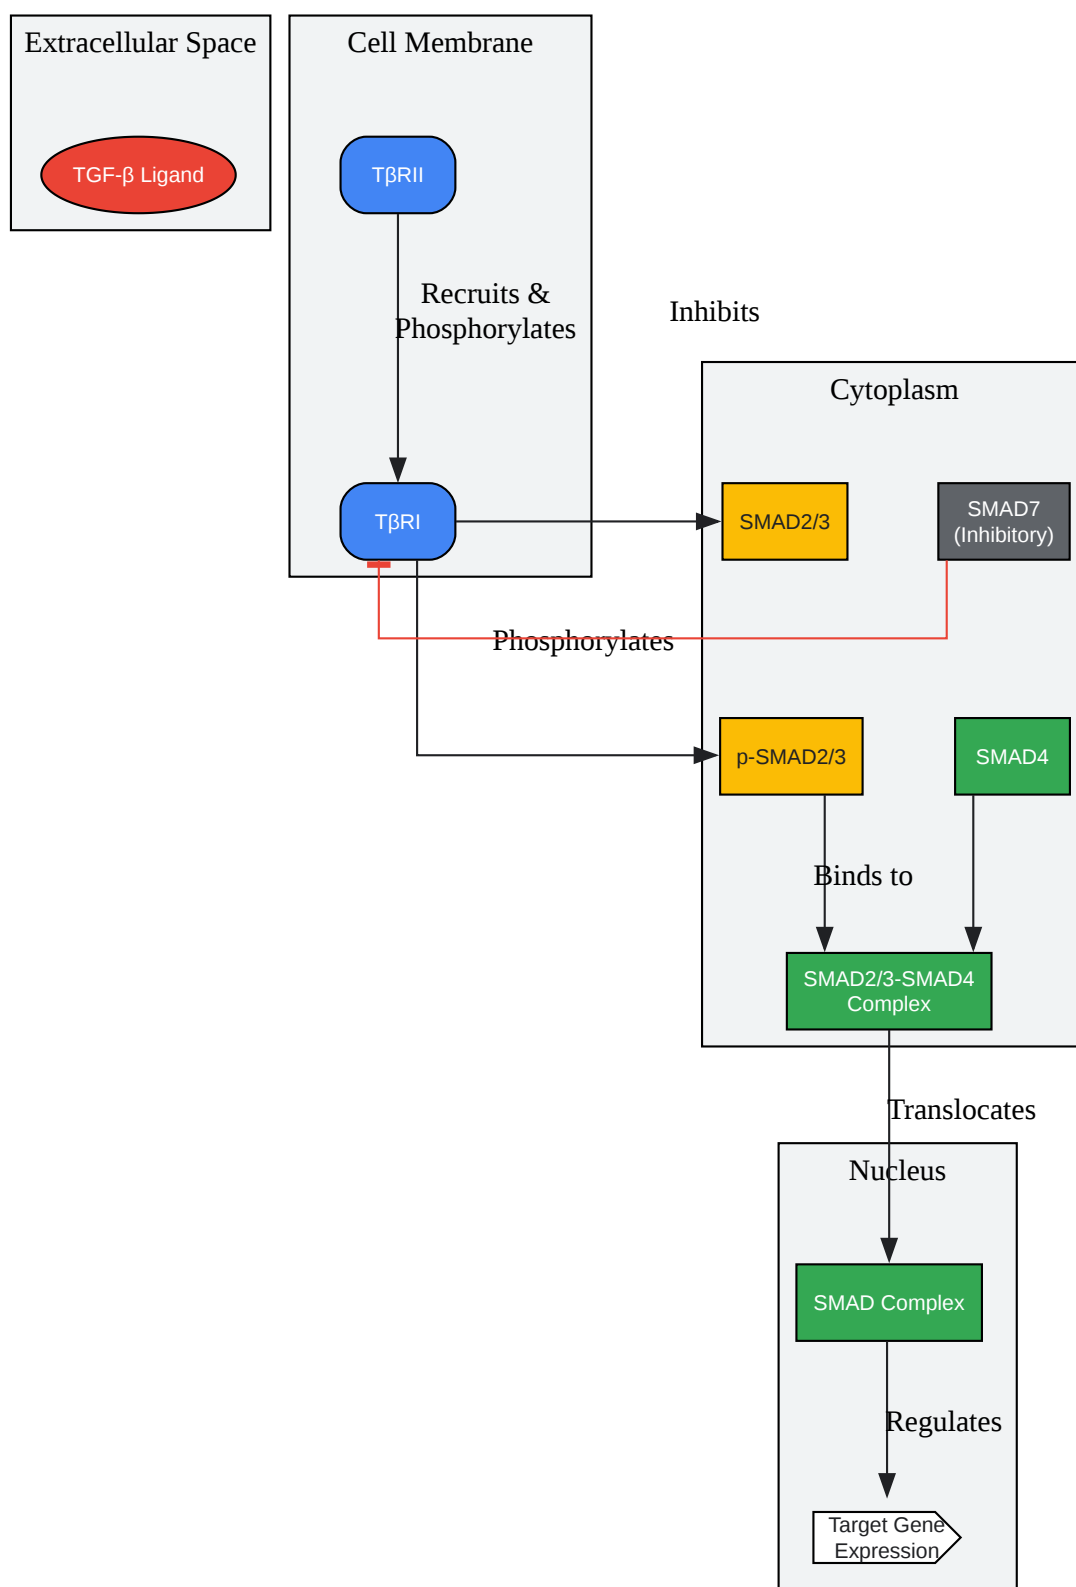 Extracellular Space
Cell Membrane
TGF-β Ligand
TβRII
Recruits &
Phosphorylates
Inhibits
Cytoplasm
TβRI
SMAD2/3
SMAD7
(Inhibitory)
Phosphorylates
p-SMAD2/3
SMAD4
Binds to
SMAD2/3-SMAD4
Complex
Translocates
Nucleus
SMAD Complex
Regulates
Target Gene
Expression